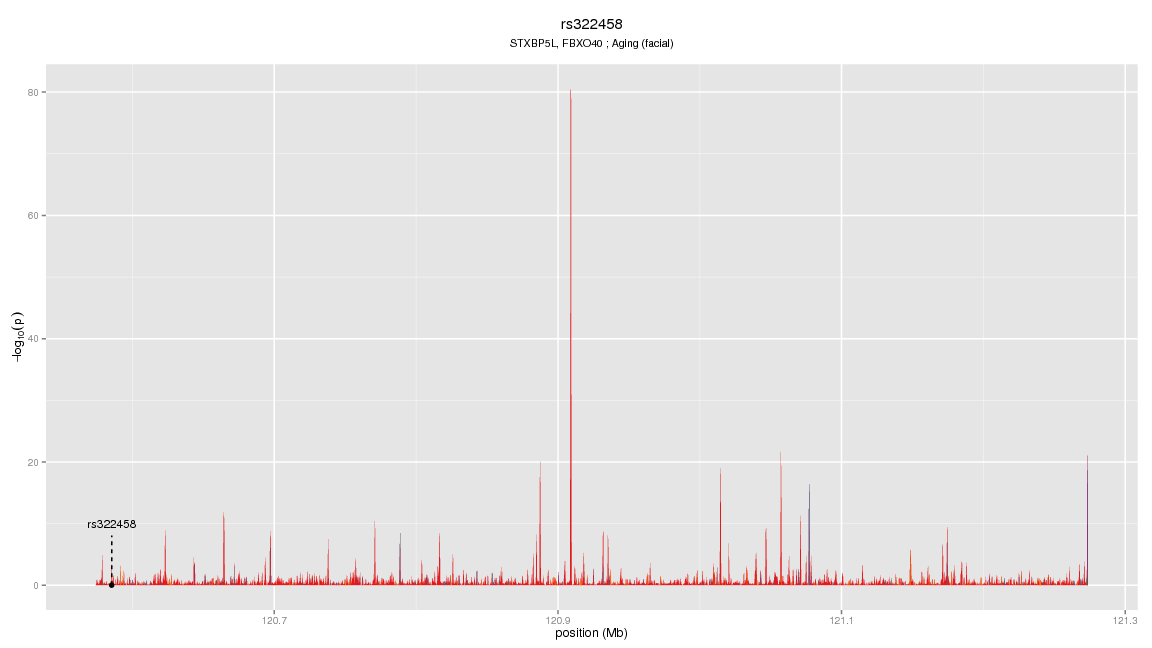 rs322458
STXBP5L, FBXO40 ; Aging (facial)
80
60
40
20
0
-log10(p)
rs322458
120.7
120.9
121.1
121.3
position (Mb)